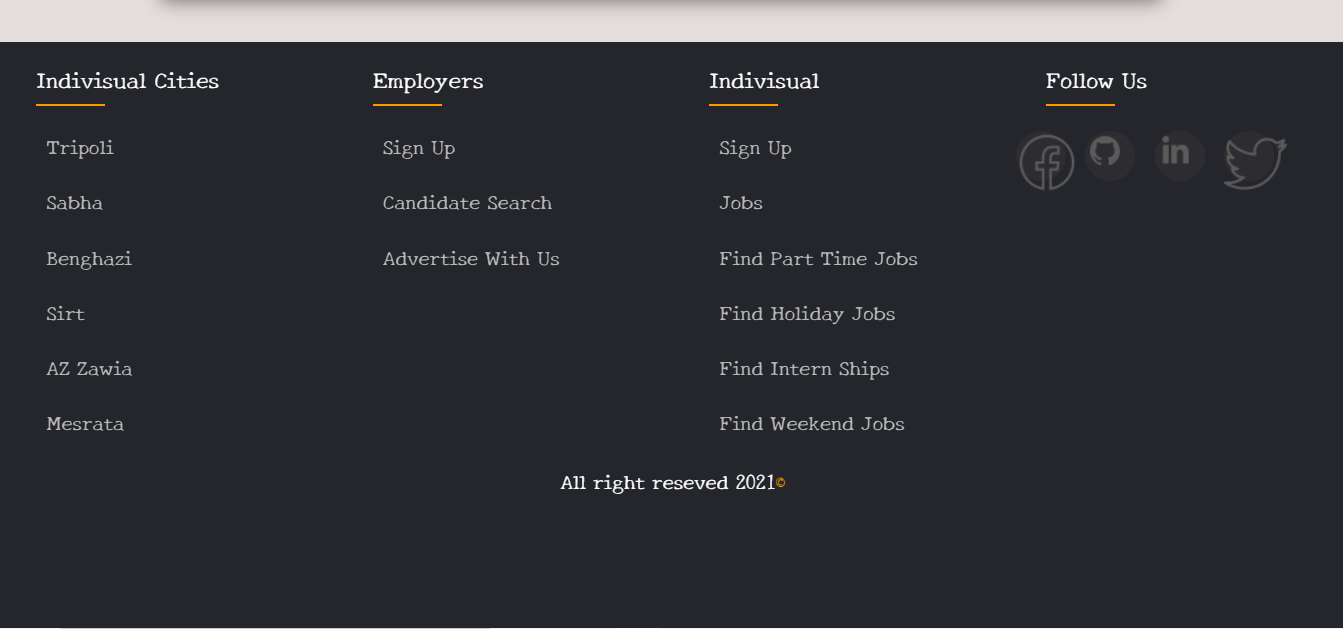 Indivisual Cities
Tripoli
Sabha
Benghazi
Sirt
AZ Zawia
Mesrata
Employers
Sign Up
Candidate Search
Advertise With Us
Indivisual
Sign Up
Jobs
Find Part Time Jobs
Find Holiday Jobs
Find Intern Ships
Find Weekend Jobs
Follow Us
in
All right reseved 2021©